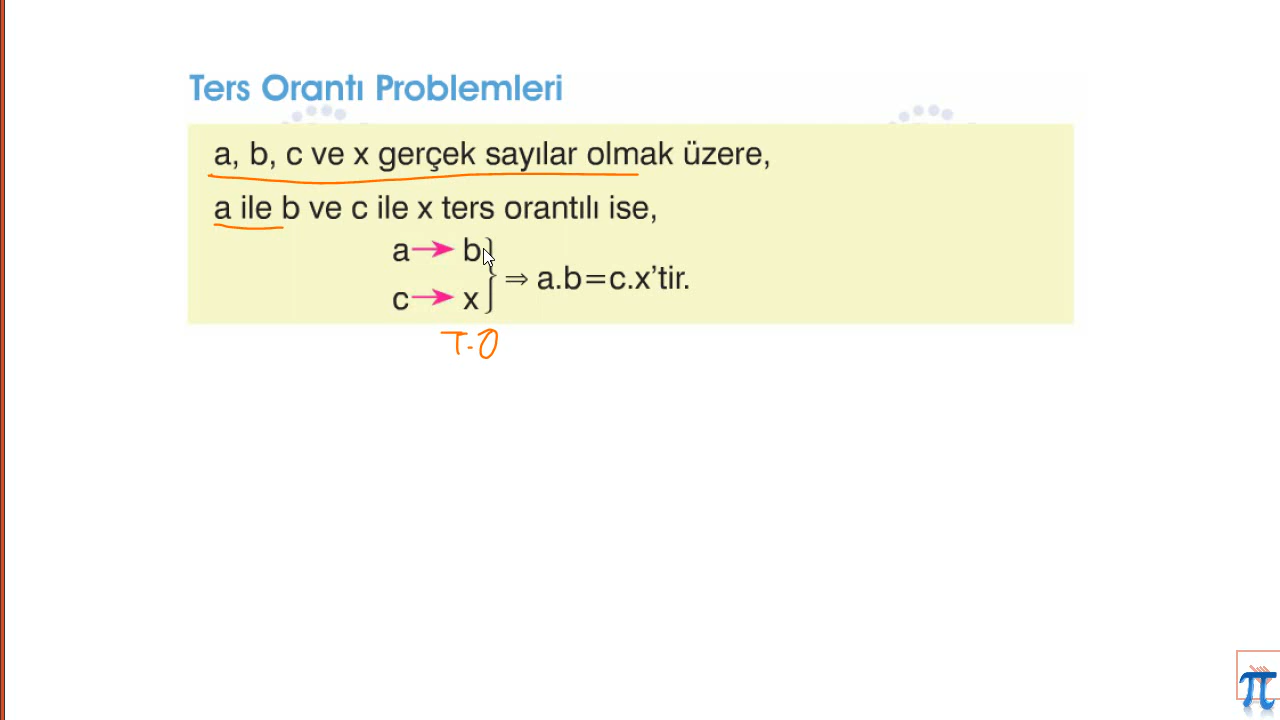 Ters Orantı Problemleri
a, b, c ve x gerçek sayılar olmak üzere,
a ile b ve c ile x ters orantılı ise,
a→ b
c→ x
⇒ a.b=c.x'tir.
T.O
π